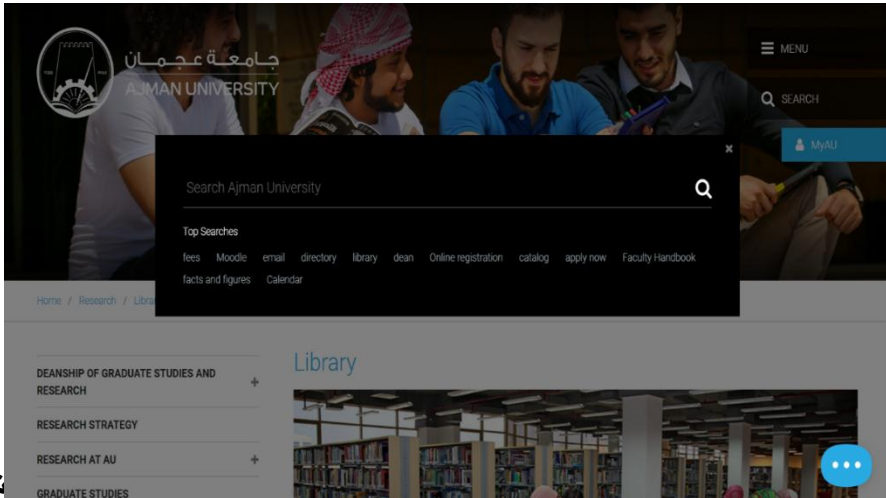 جامعة عجمان
AJMAN UNIVERSITY
MENU
SEARCH
MyAU
Search Ajman University
Top Searches
fees Moodle email directory library dean Online registration catalog apply now Faculty Handbook
facts and figures Calendar
Home / Research / Libra
Library
DEANSHIP OF GRADUATE STUDIES AND
RESEARCH
RESEARCH STRATEGY
RESEARCH AT AU
GRADUATE STUDIES